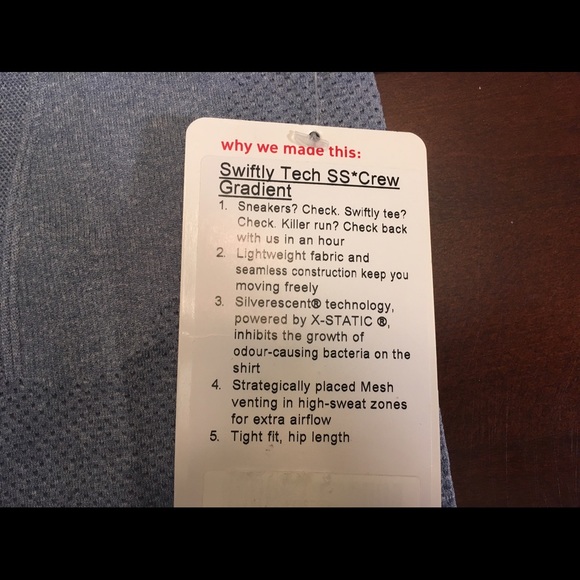 why we made this:
Swiftly Tech SS*Crew
Gradient
1. Sneakers? Check. Swiftly tee?
Check. Killer run? Check back
with us in an hour
2. Lightweight fabric and
seamless construction keep you
moving freely
3. Silverescent® technology,
powered by X-STATIC ®,
inhibits the growth of
odour-causing bacteria on the
shirt
4. Strategically placed Mesh
venting in high-sweat zones
for extra airflow
5. Tight fit, hip length